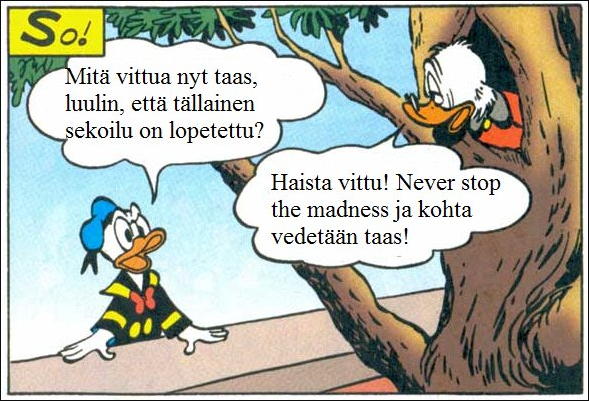 So!
Mitä vittua nyt taas,
luulin, että tällainen
sekoilu on lopetettu?
Haista vittu! Never stop
the madness ja kohta
vedetään taas!